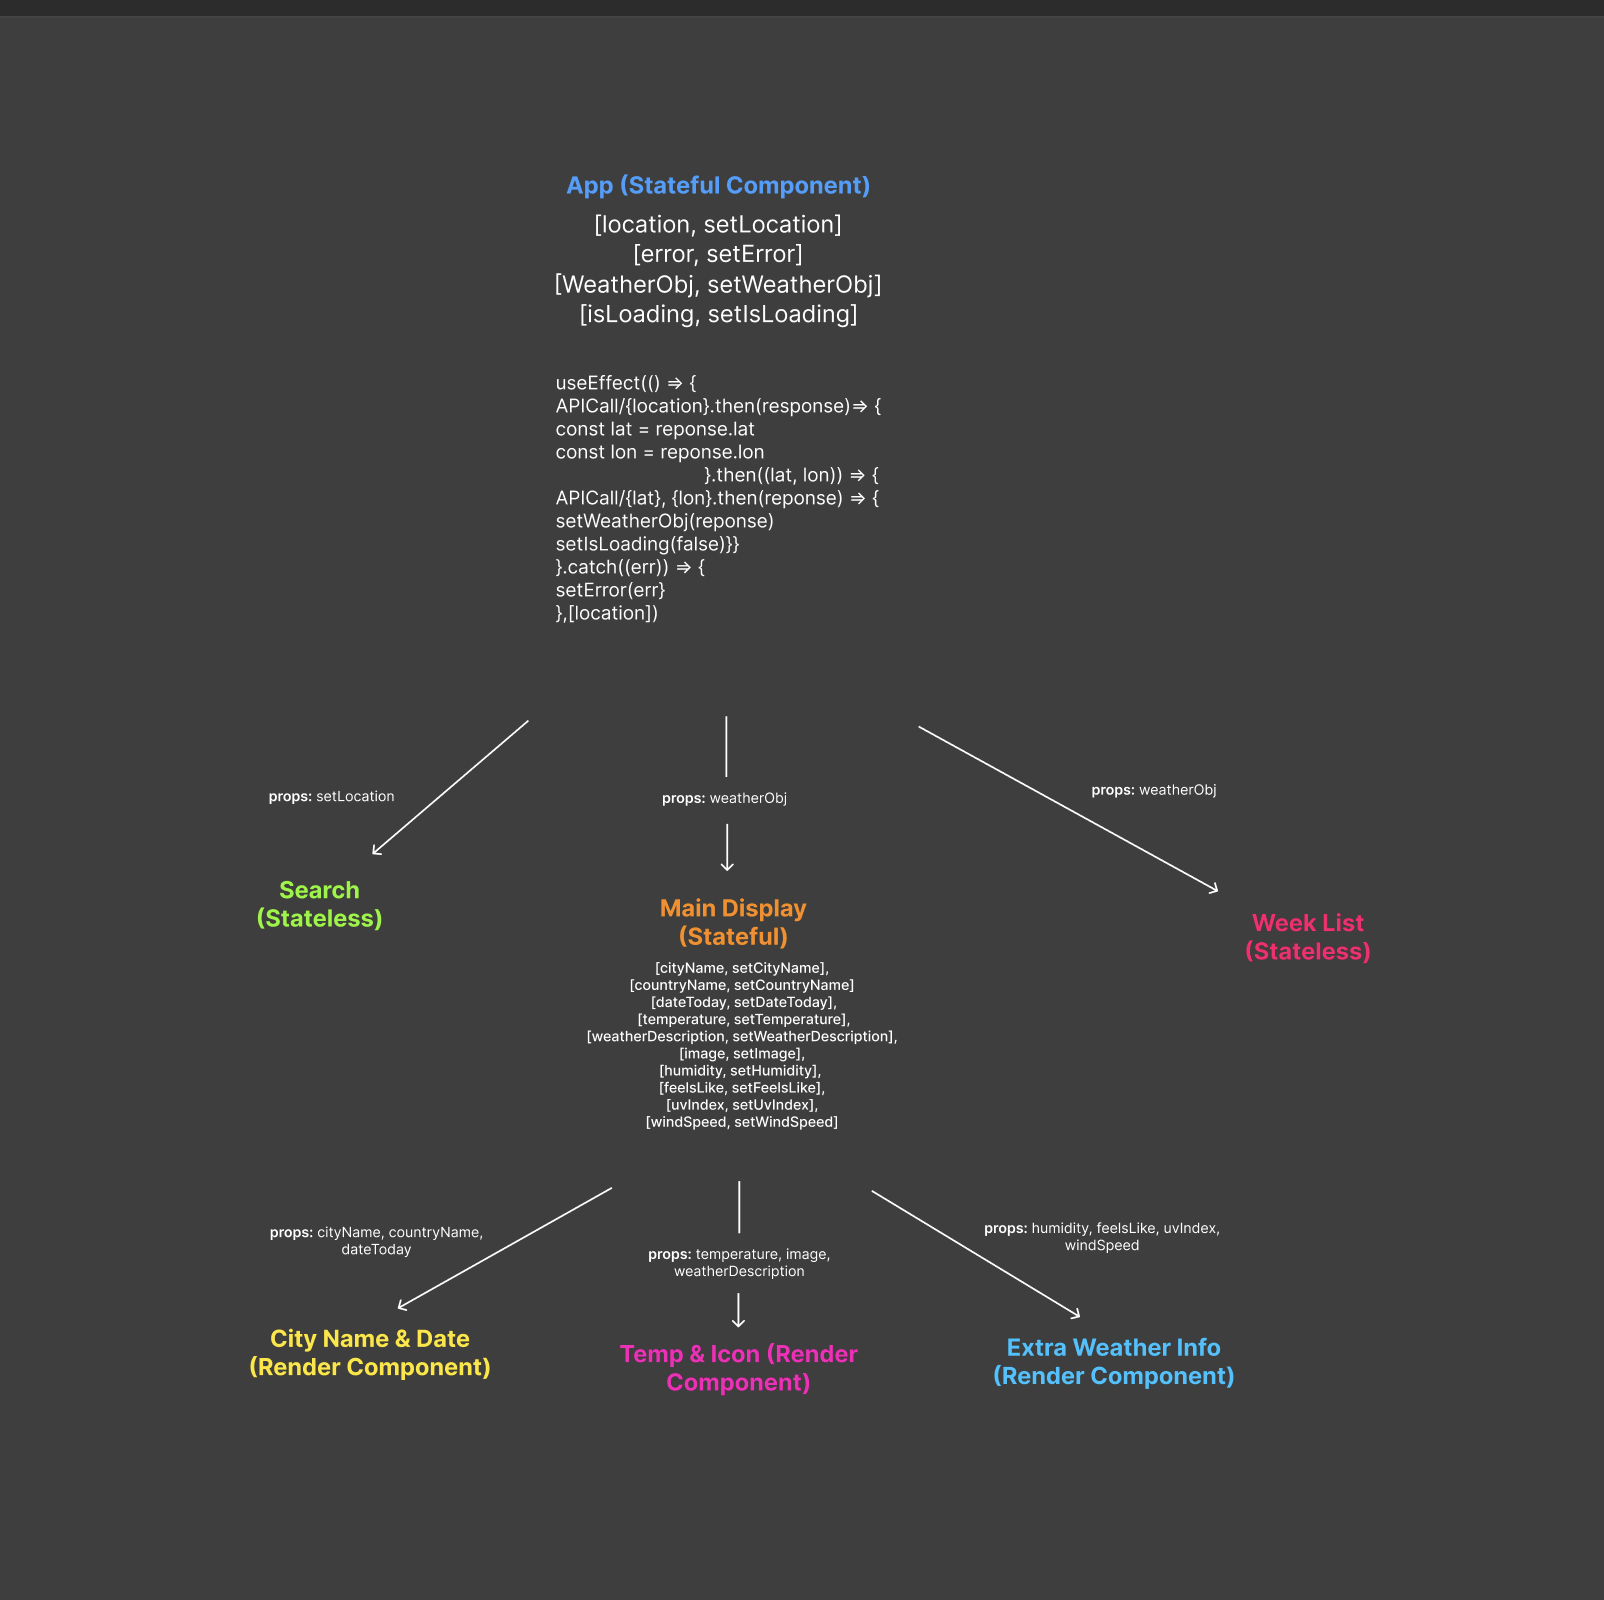 App (Stateful Component)
[location, setLocation]
[error, setError]
[WeatherObj, setWeatherObj]
[isLoading, setIsLoading]
useEffect(() => {
APICall/{location}.then(response)=> {
const lat = reponse.lat
const lon = reponse.lon
}.then((lat, lon)) => {
APICall/{lat}, {lon}.then(reponse) => {
setWeatherObj(reponse)
setIsLoading(false)}}
}.catch((err)) => {
setError(err}
},[location])
props: setLocation
props: weatherObj
props: weatherObj
Search
(Stateless)
Main Display
(Stateful)
Week List
(Stateless)
[cityName, setCityName],
[countryName, setCountryName]
[dateToday, setDateToday],
[temperature, setTemperature],
[weatherDescription, setWeatherDescription],
[image, setImage],
[humidity, setHumidity],
[feelsLike, setFeelsLike],
[uvIndex, setUvIndex],
[windSpeed, setWindSpeed]
props: cityName, countryName,
dateToday
props: temperature, image,
weatherDescription
props: humidity, feelsLike, uvIndex,
windSpeed
City Name & Date
(Render Component)
Temp & Icon (Render
Component)
Extra Weather Info
(Render Component)